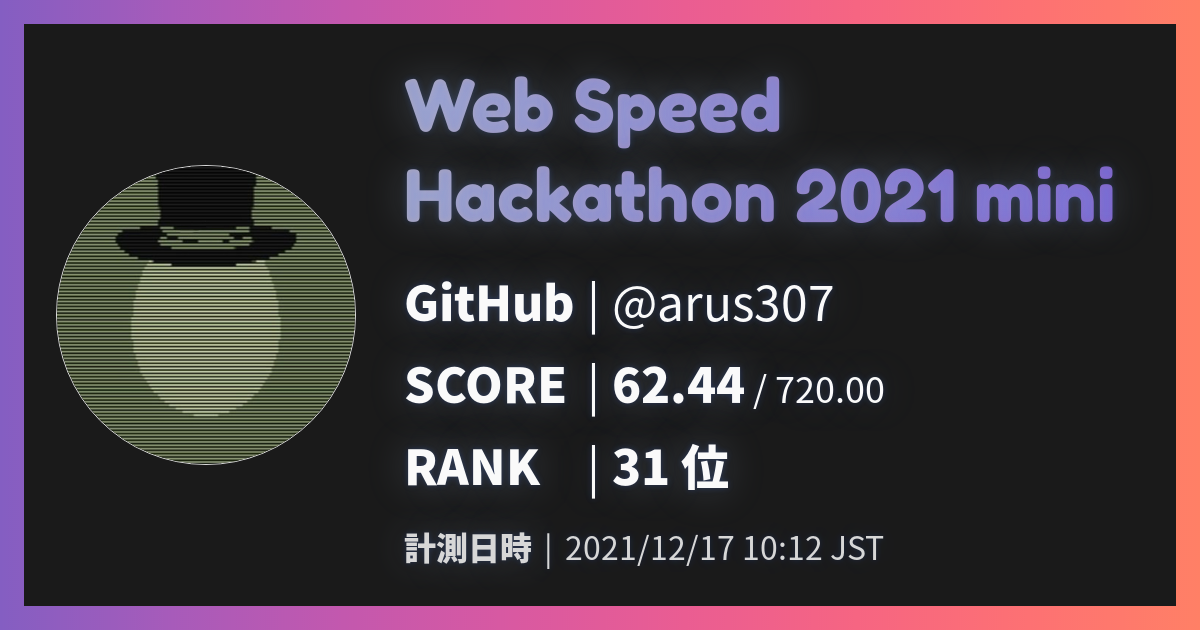 Web Speed
Hackathon 2021 mini
GitHub | @arus307
SCORE | 62.44 / 720.00
RANK | 31 位
計測日時 | 2021/12/17 10:12 JST